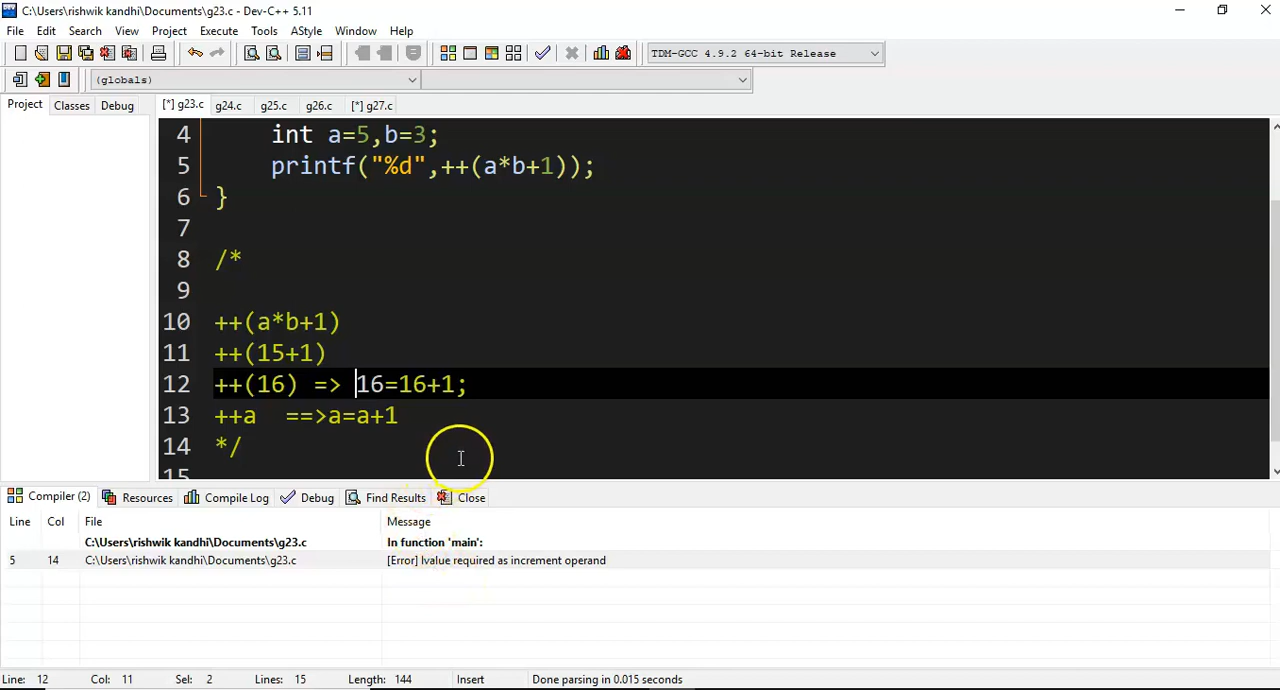 C:\Users\rishwik kandhi\Documents\g23.c - Dev-C++ 5.11
File Edit Search View Project Execute Tools AStyle Window Help
TDM-GCC 4.9.2 64-bit Release
(globals)
Project Classes Debug [*] g23.c g24.c g25.c g26.c [*] g27.c
4 int a=5,b=3;
5 printf("%d",++(a*b+1));
6 }
7
8 /*
9
10 ++(a*b+1)
11 ++(15+1)
12 ++(16) => 16=16+1;
13 ++a ==>a=a+1
14 */
15
Compiler (2) Resources Compile Log Debug Find Results Close
Line Col File Message
C:\Users\rishwik kandhi\Documents\g23.c In function 'main':
5 14 C:\Users\rishwik kandhi\Documents\g23.c [Error] lvalue required as increment operand
Line: 12 Col: 11 Sel: 2 Lines: 15 Length: 144 Insert Done parsing in 0.015 seconds